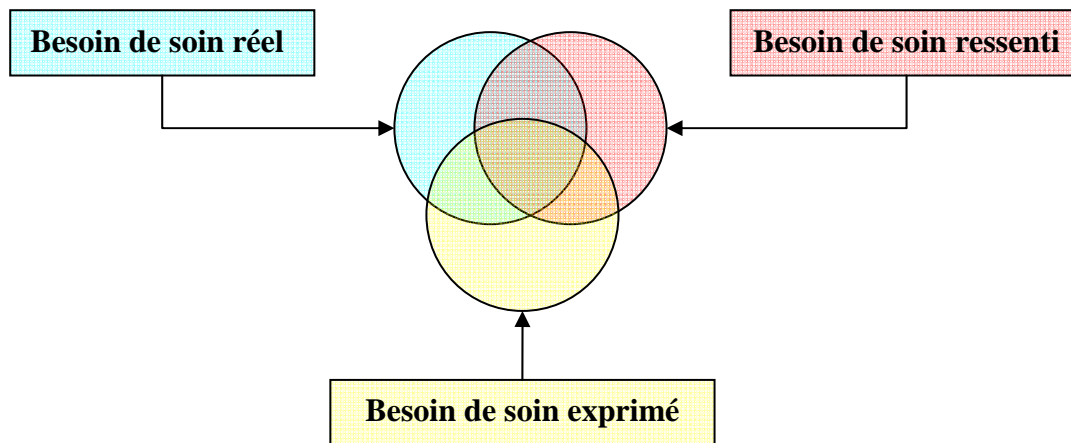 Besoin de soin réel
Besoin de soin ressenti
Besoin de soin exprimé